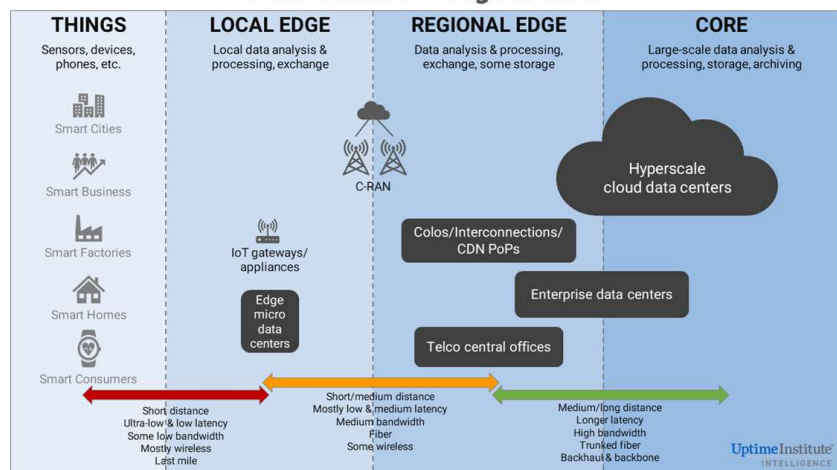 THINGS
Sensors, devices,
phones, etc.
LOCAL EDGE
Local data analysis &
processing, exchange
REGIONAL EDGE
Data analysis & processing,
exchange, some storage
CORE
Large-scale data analysis &
processing, storage, archiving
Smart Cities
Smart Business
Smart Factories
Smart Homes
Smart Consumers
C-RAN
IoT gateways/
appliances
Edge
micro
data
centers
Colos/Interconnections/
CDN PoPs
Telco central offices
Hyperscale
cloud data centers
Enterprise data centers
Short distance
Ultra-low & low latency
Some low bandwidth
Mostly wireless
Last mile
Short/medium distance
Mostly low & medium latency
Medium bandwidth
Fiber
Some wireless
Medium/long distance
Longer latency
High bandwidth
Trunked fiber
Backhaul & backbone
UptimeInstitute®
INTELLIGENCE